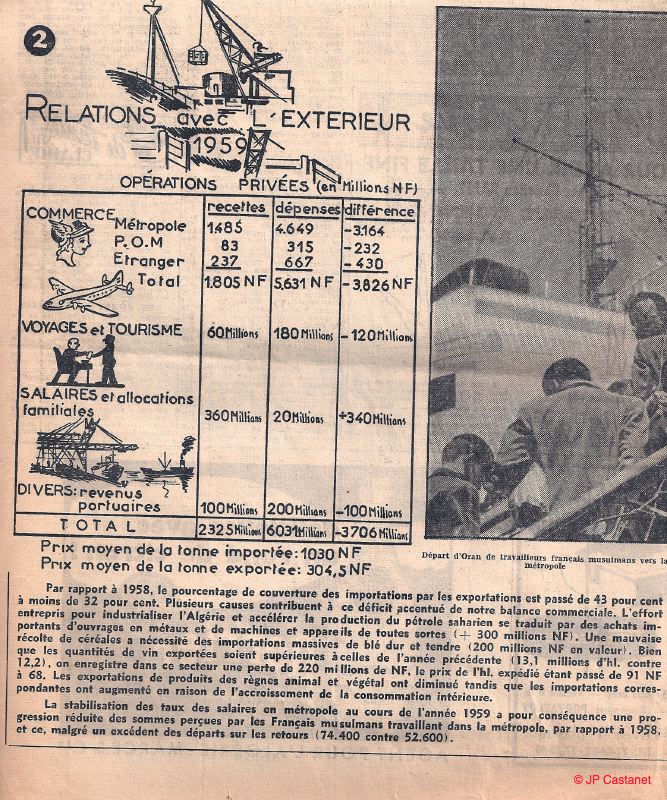 2
RELATIONS avec L'EXTERIEUR
1959
OPÉRATIONS PRIVÉES (en Millions NF)
recettes dépenses différence
COMMERCE
Métropole 1.485 4.649 -3.164
P.O.M 83 315 -232
Etranger 237 667 -430
Total 1.805 NF 5,631 NF -3,826 NF
VOYAGES et TOURISME 60 Millions 180 Millions -120 Millions
SALAIRES et allocations
familiales 360 Millions 20 Millions +340 Millions
DIVERS: revenus
portuaires 100 Millions 200 Millions -100 Millions
TOTAL 2325 Millions 6031 Millions -3706 Millions
Prix moyen de la tonne importée: 1030 NF
Prix moyen de la tonne exportée: 304,5 NF
Départ d'Oran de travailleurs français musulmans vers la
métropole
Par rapport à 1958, le pourcentage de couverture des importations par les exportations est passé de 43 pour cent
à moins de 32 pour cent. Plusieurs causes contribuent à ce déficit accentué de notre balance commerciale. L'effort
entrepris pour industrialiser l'Algérie et accélérer la production du pétrole saharien se traduit par des achats im-
portants d'ouvrages en métaux et de machines et appareils de toutes sortes (+ 300 millions NF). Une mauvaise
récolte de céréales a nécessité des importations massives de blé dur et tendre (200 millions NF en valeur). Bien
que les quantités de vin exportées soient supérieures à celles de l'année précédente (13,1 millions d'hl. contre
12,2), on enregistre dans ce secteur une perte de 220 millions de NF, le prix de l'hl. expédié étant passé de 91 NF
à 68. Les exportations de produits des règnes animal et végétal ont diminué tandis que les importations corres-
pondantes ont augmenté en raison de l'accroissement de la consommation intérieure.
La stabilisation des taux des salaires en métropole au cours de l'année 1959 a pour conséquence une pro-
gression réduite des sommes perçues par les Français musulmans travaillant dans la métropole, par rapport à 1958,
et ce, malgré un excédent des départs sur les retours (74.400 contre 52.600).
© JP Castanet